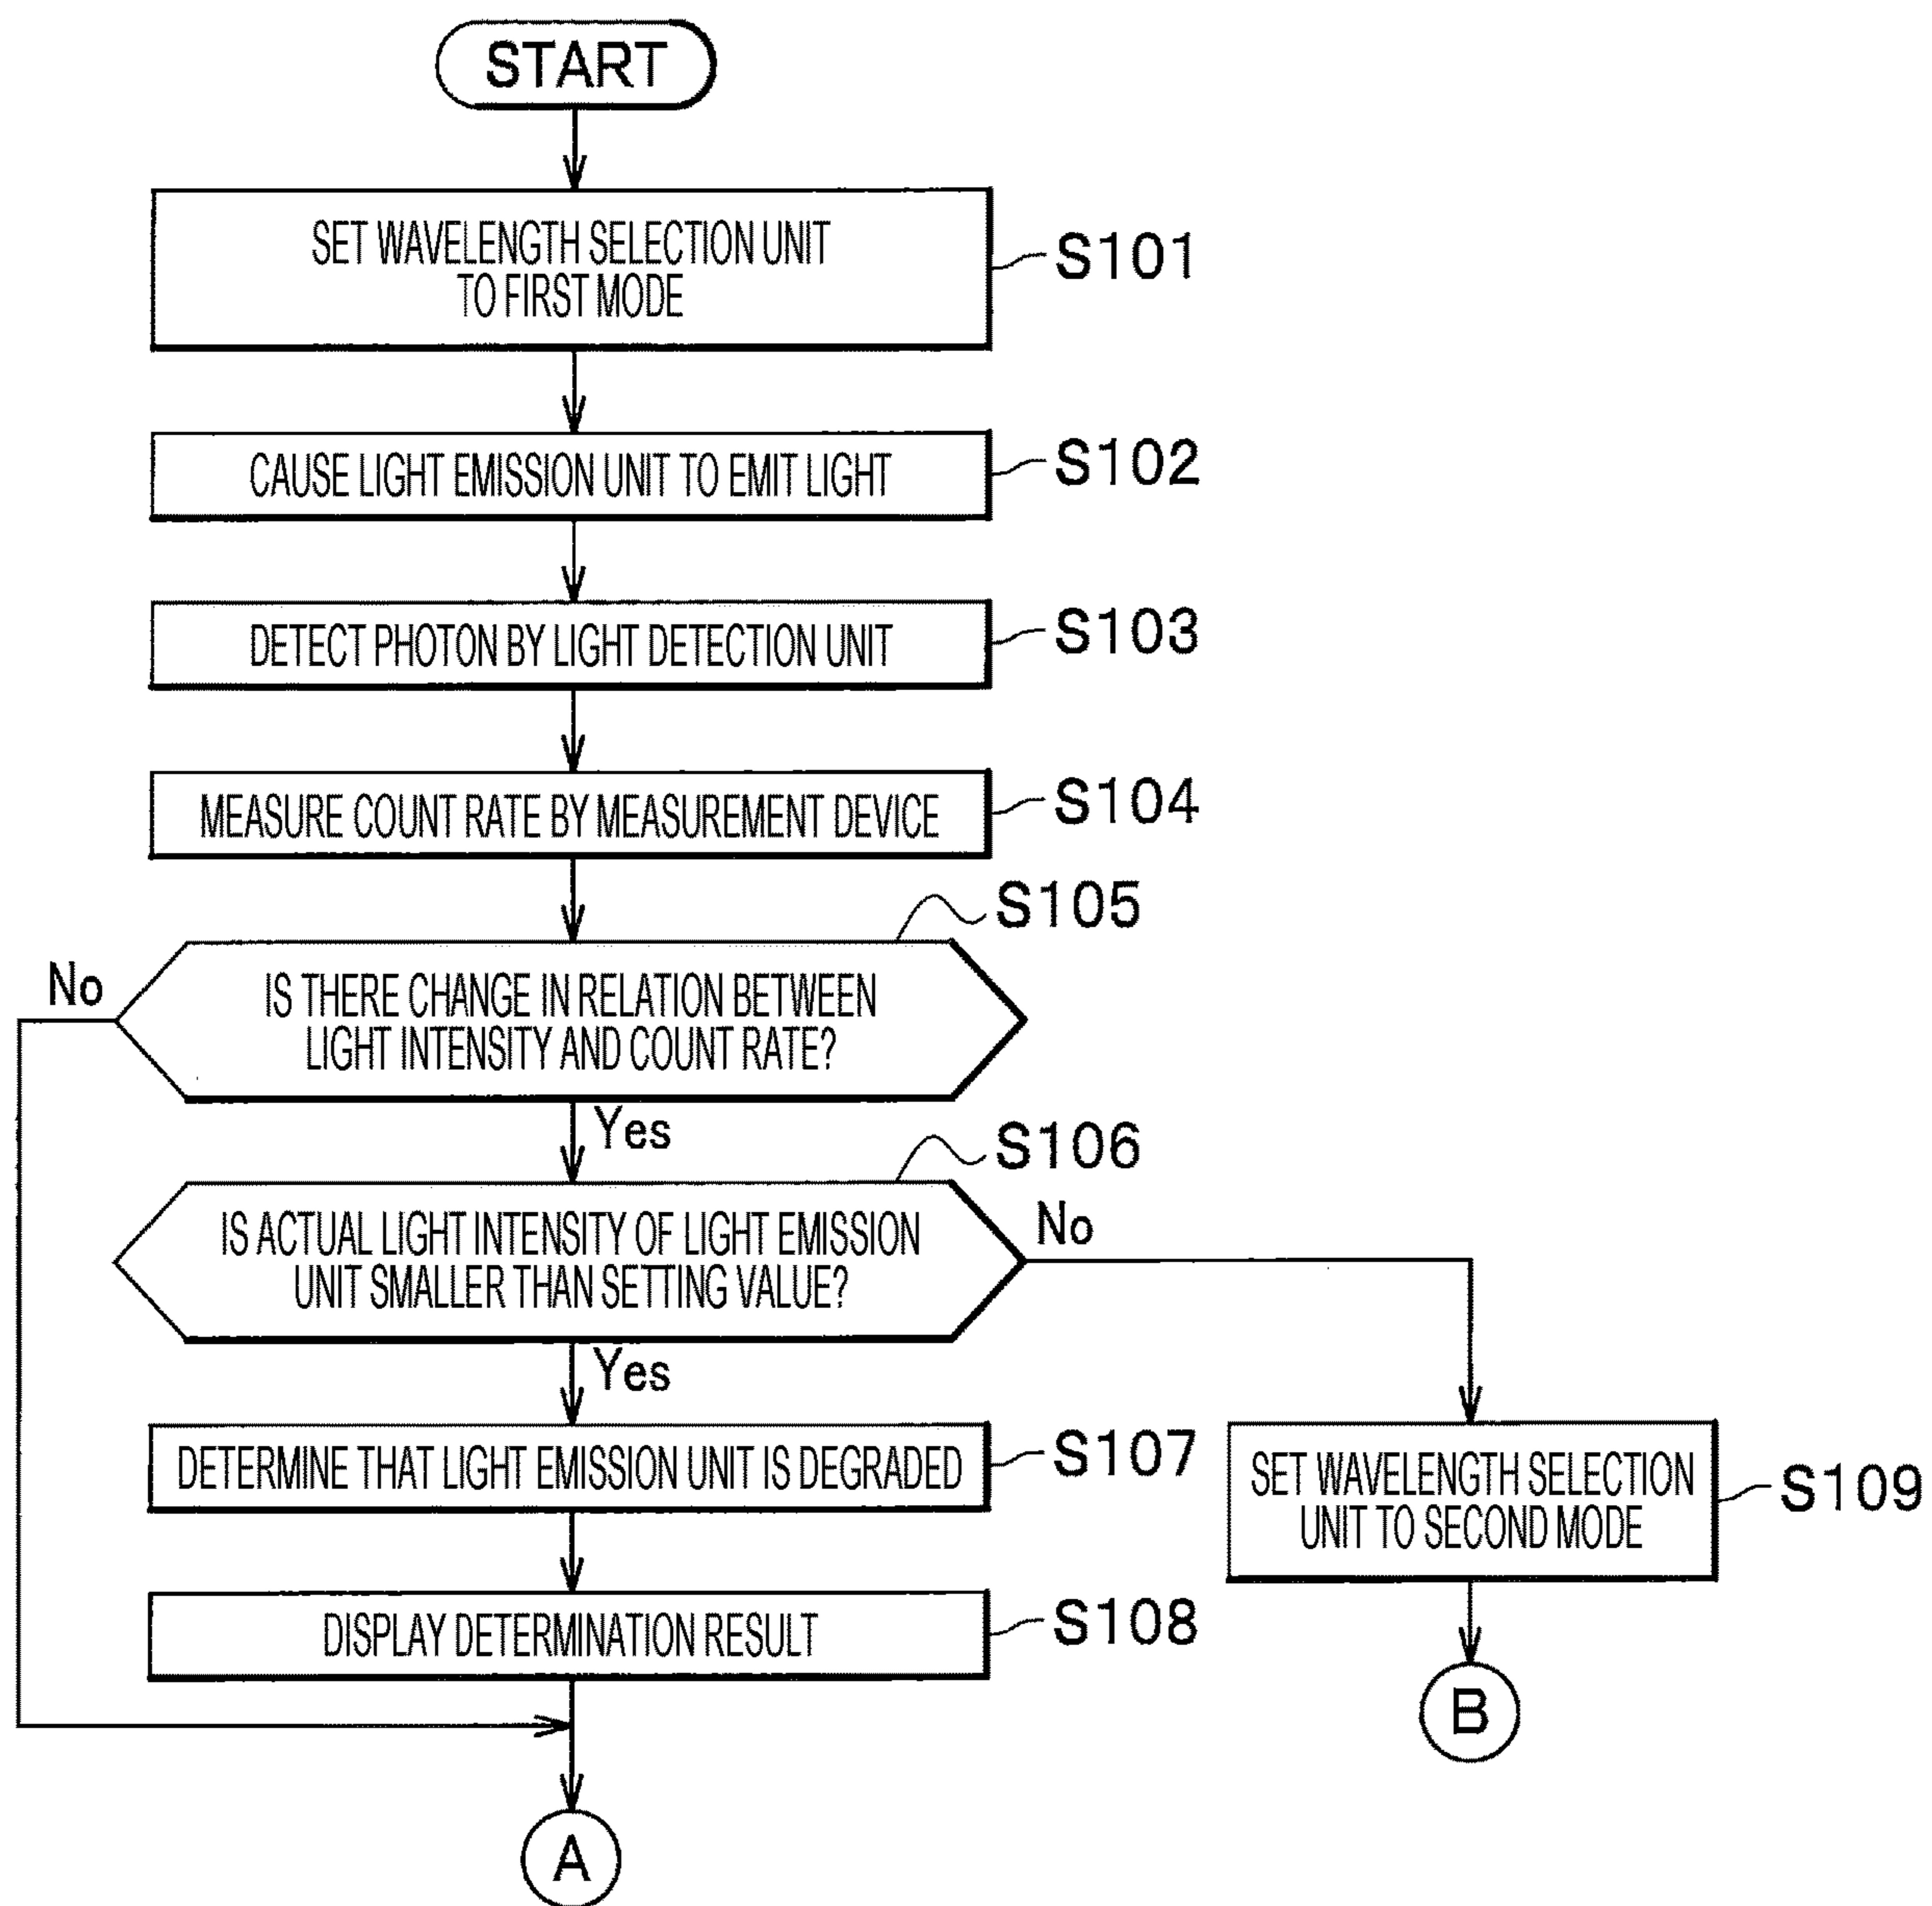 START
SET WAVELENGTH SELECTION UNIT
TO FIRST MODE
S101
CAUSE LIGHT EMISSION UNIT TO EMIT LIGHT
S102
DETECT PHOTON BY LIGHT DETECTION UNIT
S103
MEASURE COUNT RATE BY MEASUREMENT DEVICE
S104
S105
No
IS THERE CHANGE IN RELATION BETWEEN
LIGHT INTENSITY AND COUNT RATE?
Yes
S106
IS ACTUAL LIGHT INTENSITY OF LIGHT EMISSION
UNIT SMALLER THAN SETTING VALUE?
No
Yes
DETERMINE THAT LIGHT EMISSION UNIT IS DEGRADED
S107
SET WAVELENGTH SELECTION
UNIT TO SECOND MODE
S109
DISPLAY DETERMINATION RESULT
S108
B
A